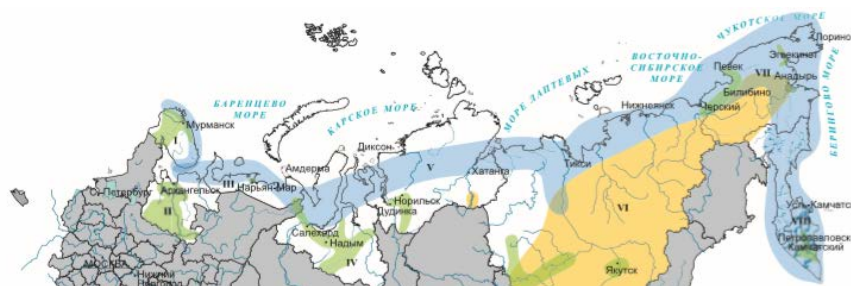 ЧУКОТСКОЕ МОРЕ
Лорино
ВОСТОЧНО-
СИБИРСКОЕ
МОРЕ
Эгвекинот
Певек
VII
Анадырь
БЕРИНГОВО МОРЕ
Билибино
Черский
Нижнеянск
МОРЕ ЛАПТЕВЫХ
КАРСКОЕ МОРЕ
БАРЕНЦЕВО
МОРЕ
Мурманск
I
Диксон
V
Хатанга
Тикси
Амдерма
III
Нарьян-Мар
С.-Петербург
Архангельск
II
Норильск
Дудинка
VI
Усть-Камчатск
VIII
Салехард
Надым
IV
Петропавловск-
Камчатский
Якутск
МОСКВА
Нижний
Новгород